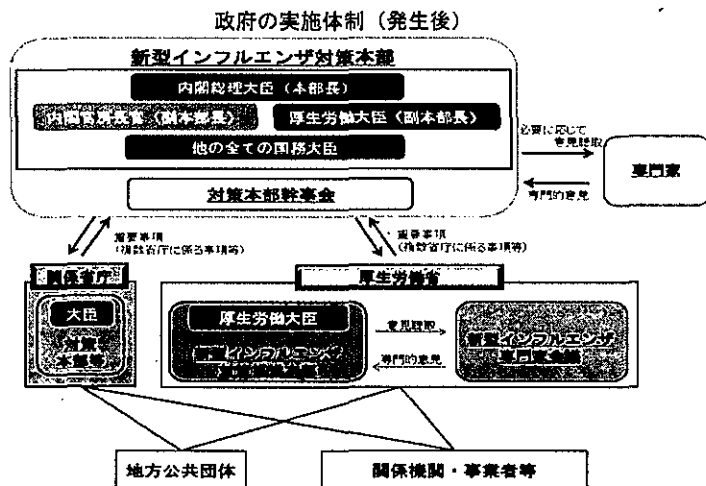 政府の実施体制（発生後）
新型インフルエンザ対策本部
内閣総理大臣（本部長）
内閣官房長官（副本部長）
厚生労働大臣（副本部長）
他の全ての国務大臣
対策本部幹事会
必要に応じて
意見聴取
専門的意見
専門家
重要事項
（複数省庁に係る事項等）
重要事項
（複数省庁に係る事項等）
関係省庁
大臣
対策
本部等
厚生労働省
厚生労働大臣
新型インフルエンザ
意見聴取
専門的意見
新型インフルエンザ
専門家会議
地方公共団体
関係機関・事業者等